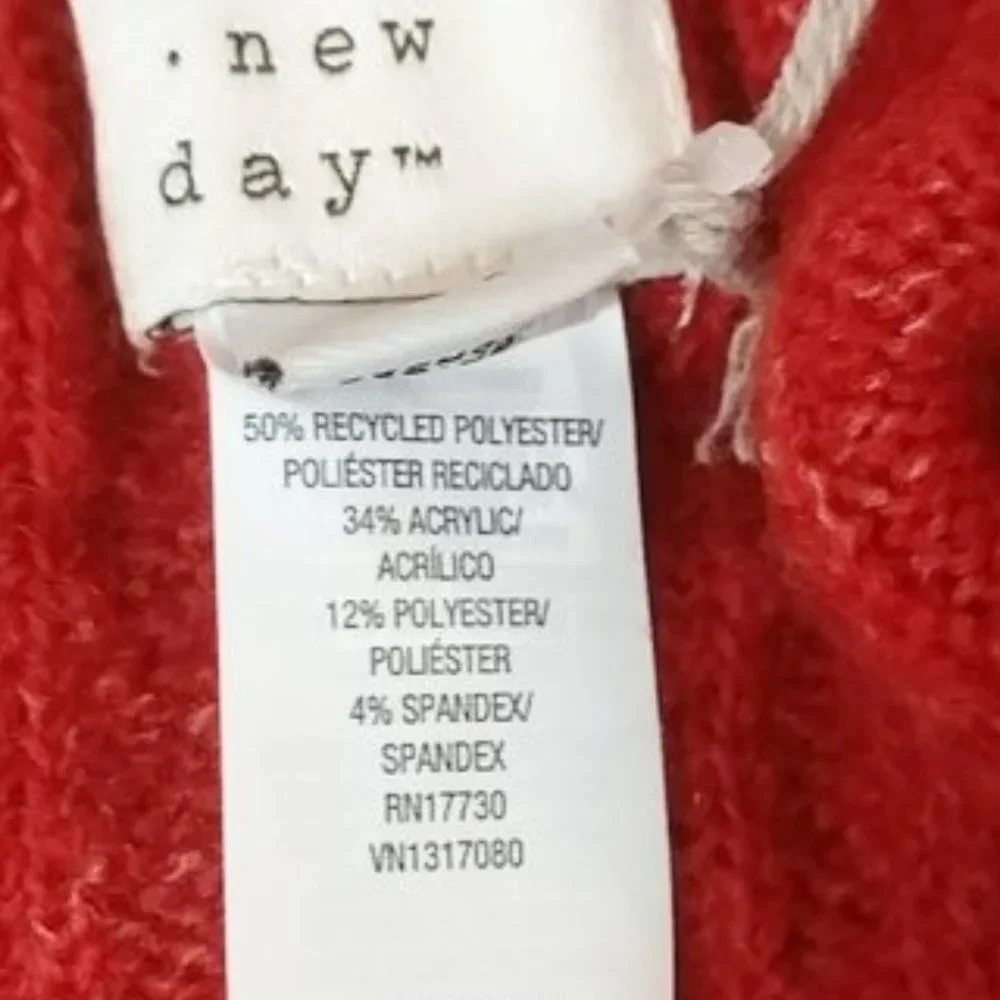 . new
day™
50% RECYCLED POLYESTER/
POLIÉSTER RECICLADO
34% ACRYLIC/
ACRÍLICO
12% POLYESTER/
POLIÉSTER
4% SPANDEX/
SPANDEX
RN17730
VN1317080